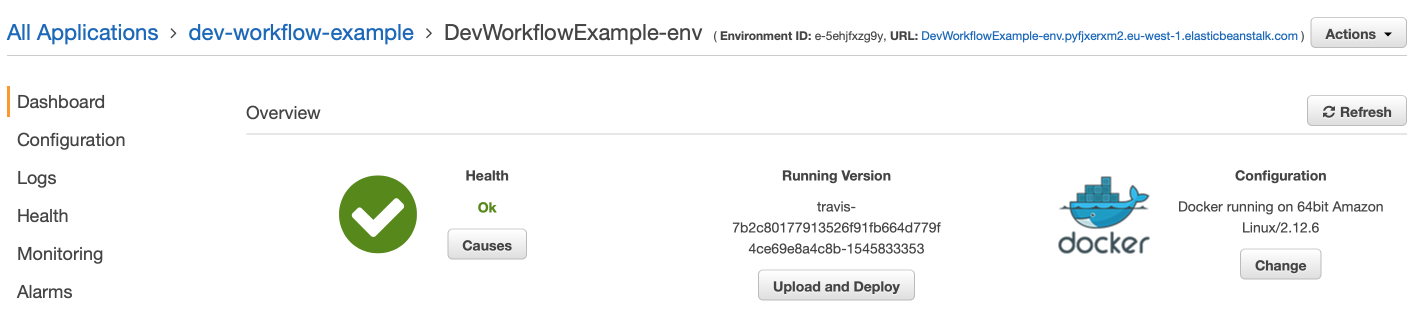 All Applications > dev-workflow-example > DevWorkflowExample-env ( Environment ID: e-5ehjfxzg9y, URL: DevWorkflowExample-env.pyfjxerxm2.eu-west-1.elasticbeanstalk.com ) Actions
Dashboard
Configuration
Logs
Health
Monitoring
Alarms
Overview
Refresh
Health
Ok
Causes
Running Version
travis-
7b2c80177913526f91fb664d779f
4ce69e8a4c8b-1545833353
Upload and Deploy
docker
Configuration
Docker running on 64bit Amazon
Linux/2.12.6
Change